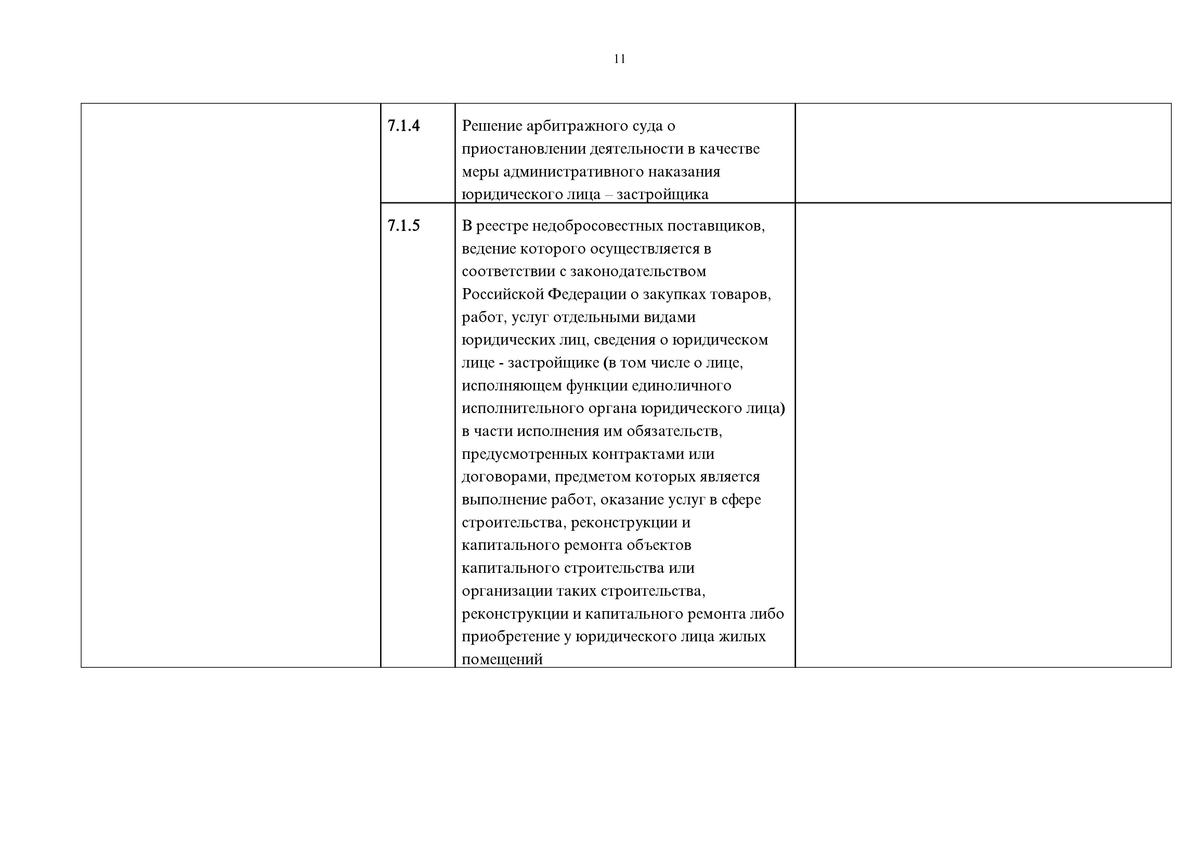 11
7.1.4
Решение арбитражного суда о
приостановлении деятельности в качестве
меры административного наказания
юридического лица – застройщика
7.1.5
В реестре недобросовестных поставщиков,
ведение которого осуществляется в
соответствии с законодательством
Российской Федерации о закупках товаров,
работ, услуг отдельными видами
юридических лиц, сведения о юридическом
лице - застройщике (в том числе о лице,
исполняющем функции единоличного
исполнительного органа юридического лица)
в части исполнения им обязательств,
предусмотренных контрактами или
договорами, предметом которых является
выполнение работ, оказание услуг в сфере
строительства, реконструкции и
капитального ремонта объектов
капитального строительства или
организации таких строительства,
реконструкции и капитального ремонта либо
приобретение у юридического лица жилых
помещений